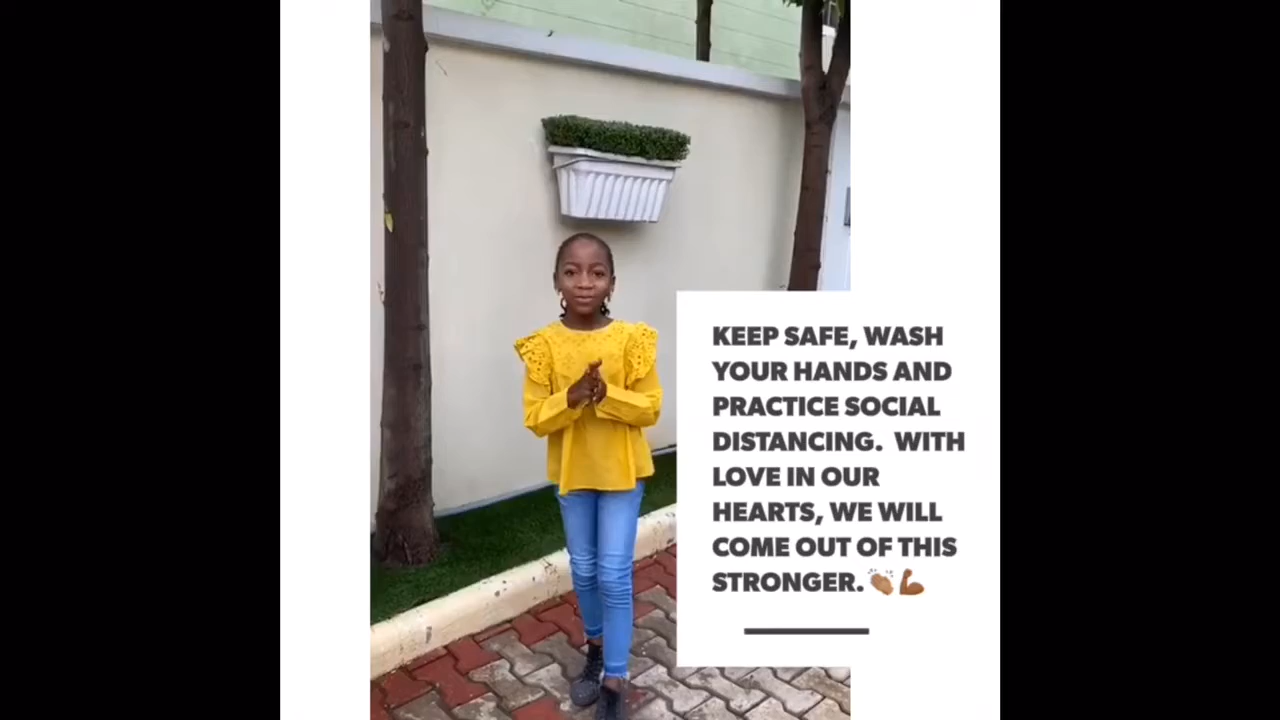 KEEP SAFE, WASH
YOUR HANDS AND
PRACTICE SOCIAL
DISTANCING.  WITH
LOVE IN OUR
HEARTS, WE WILL
COME OUT OF THIS
STRONGER.👏🏽💪🏾